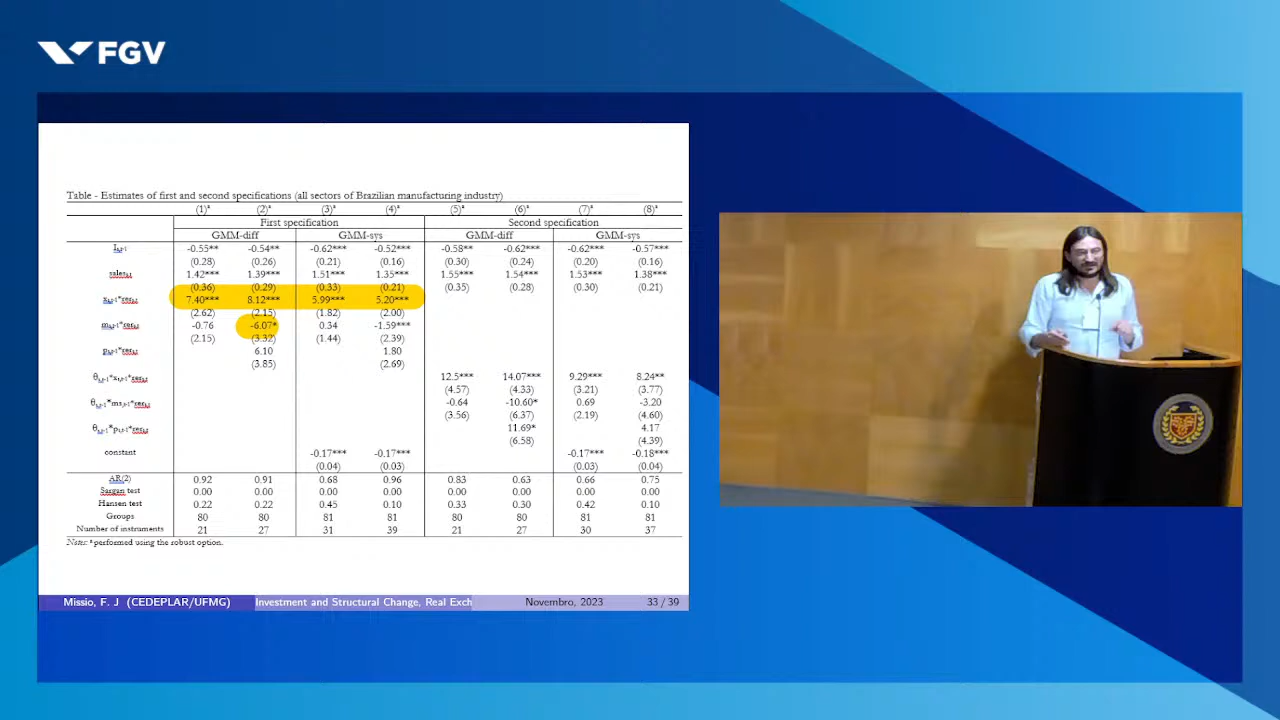 FGV
Table - Estimates of first and second specifications (all sectors of Brazilian manufacturing industry)
(1)ª (2)ª (3)ª (4)ª (5)ª (6)ª (7)ª (8)ª
First specification Second specification
GMM-diff GMM-sys GMM-diff GMM-sys
-0.55** -0.54** -0.62*** -0.52*** -0.58** -0.62*** -0.62*** -0.57***
(0.28) (0.26) (0.21) (0.16) (0.30) (0.24) (0.20) (0.16)
1.42*** 1.39*** 1.51*** 1.35*** 1.55*** 1.54*** 1.53*** 1.38***
(0.36) (0.29) (0.33) (0.21) (0.35) (0.28) (0.30) (0.21)
7.40*** 8.12*** 5.99*** 5.20***
(2.62) (2.15) (1.82) (2.00)
-0.76 -6.07* 0.34 -1.59***
(2.15) (3.32) (1.44) (2.39)
6.10 1.80
(3.85) (2.69)
12.5*** 14.07*** 9.29*** 8.24**
(4.57) (4.33) (3.21) (3.77)
-0.64 -10.60* 0.69 -3.20
(3.56) (6.37) (2.19) (4.60)
11.69* 4.17
(6.58) (4.39)
constant -0.17*** -0.17*** -0.17*** -0.18***
(0.04) (0.03) (0.03) (0.04)
AR(2) 0.92 0.91 0.68 0.96 0.83 0.63 0.66 0.75
Sargan test 0.00 0.00 0.00 0.00 0.00 0.00 0.00 0.00
Hansen test 0.22 0.22 0.45 0.10 0.33 0.30 0.42 0.10
Groups 80 80 81 81 80 80 81 81
Number of instruments 21 27 31 39 21 27 30 37
Notes: ª performed using the robust option.
Missio, F. J (CEDEPLAR/UFMG) Investment and Structural Change, Real Exch Novembro, 2023 33 / 39